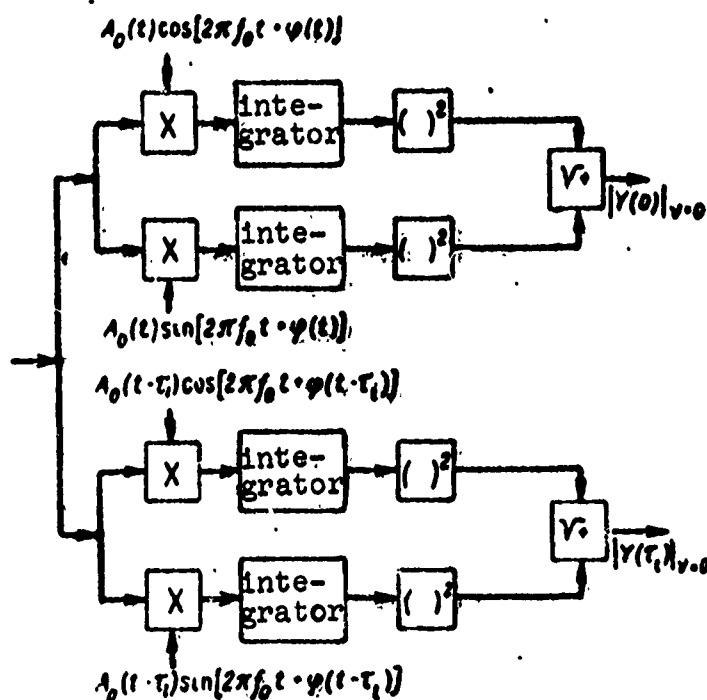 A₀(t)cos[2πf₀t+φ(t)]
X
inte-
grator
( )²
√+
|Y(0)|ᵥ₌₀
X
inte-
grator
( )²
A₀(t)sin[2πf₀t+φ(t)]
A₀(t-τ₁)cos[2πf₀t+φ(t-τ₁)]
X
inte-
grator
( )²
√+
|Y(τ₁)|ᵥ₌₀
X
inte-
grator
( )²
A₀(t-τ₁)sin[2πf₀t+φ(t-τ₁)]